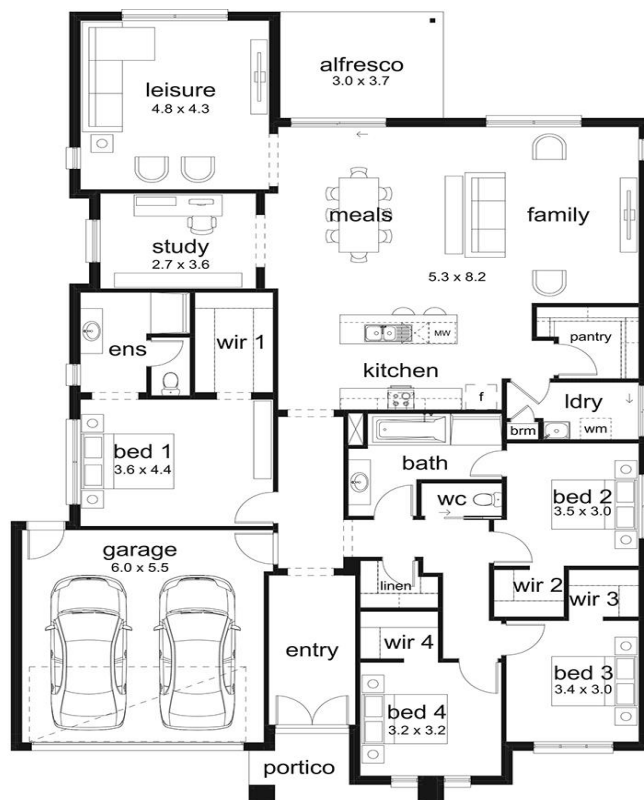 leisure
4.8 x 4.3
alfresco
3.0 x 3.7
meals
family
5.3 x 8.2
study
2.7 x 3.6
ens
wir 1
MW
pantry
kitchen
f
ldry
brm
wm
bed 1
3.6 x 4.4
bath
wc
bed 2
3.5 x 3.0
garage
6.0 x 5.5
linen
wir 2
wir 3
entry
wir 4
bed 3
3.4 x 3.0
bed 4
3.2 x 3.2
portico